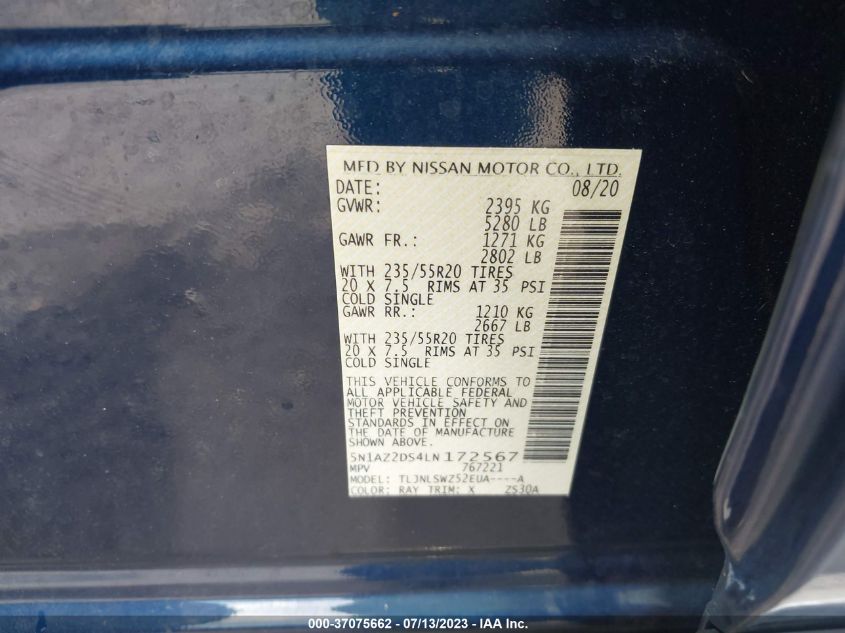 MFD BY NISSAN MOTOR CO., LTD.
DATE: 08/20
GVWR: 2395 KG
5280 LB
GAWR FR.: 1271 KG
2802 LB
WITH 235/55R20 TIRES
20 X 7.5 RIMS AT 35 PSI
COLD SINGLE
GAWR RR.: 1210 KG
2667 LB
WITH 235/55R20 TIRES
20 X 7.5 RIMS AT 35 PSI
COLD SINGLE
THIS VEHICLE CONFORMS TO
ALL APPLICABLE FEDERAL
MOTOR VEHICLE SAFETY AND
THEFT PREVENTION
STANDARDS IN EFFECT ON
THE DATE OF MANUFACTURE
SHOWN ABOVE.
5N1AZ2DS4LN172567
MPV 767221
MODEL: TLJNLSWZ52EUA----A
COLOR: RAY TRIM: X ZS30A
000-37075662 - 07/13/2023 - IAA Inc.